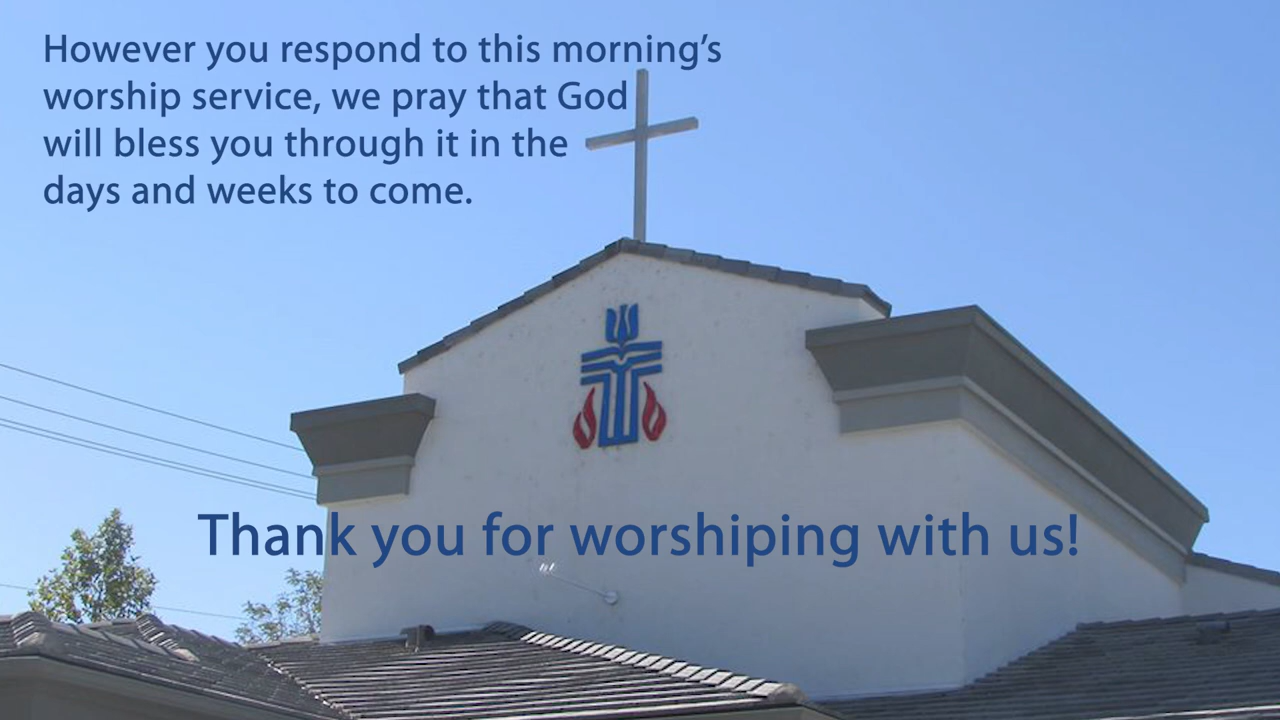 However you respond to this morning’s
worship service, we pray that God
will bless you through it in the
days and weeks to come.
Thank you for worshiping with us!